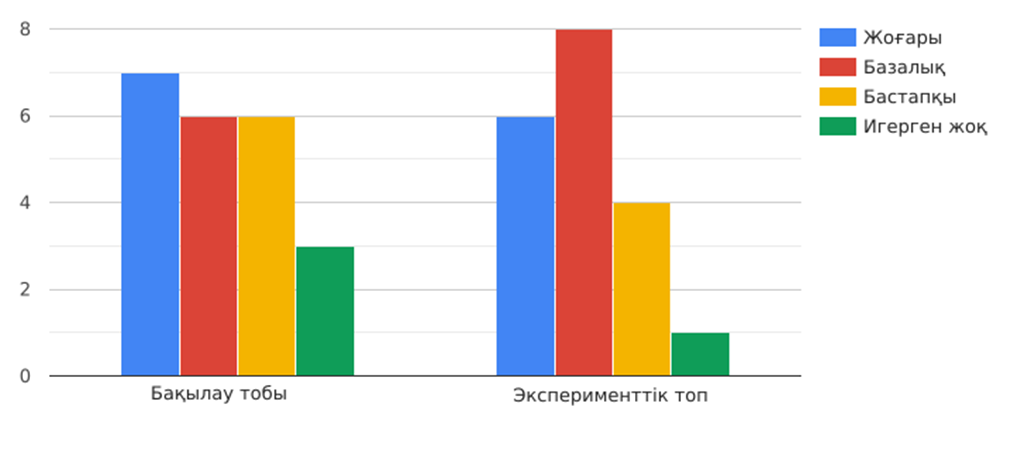 8
6
4
2
0
Бақылау тобы
Эксперименттік топ
Жоғары
Базалық
Бастапқы
Игерген жоқ